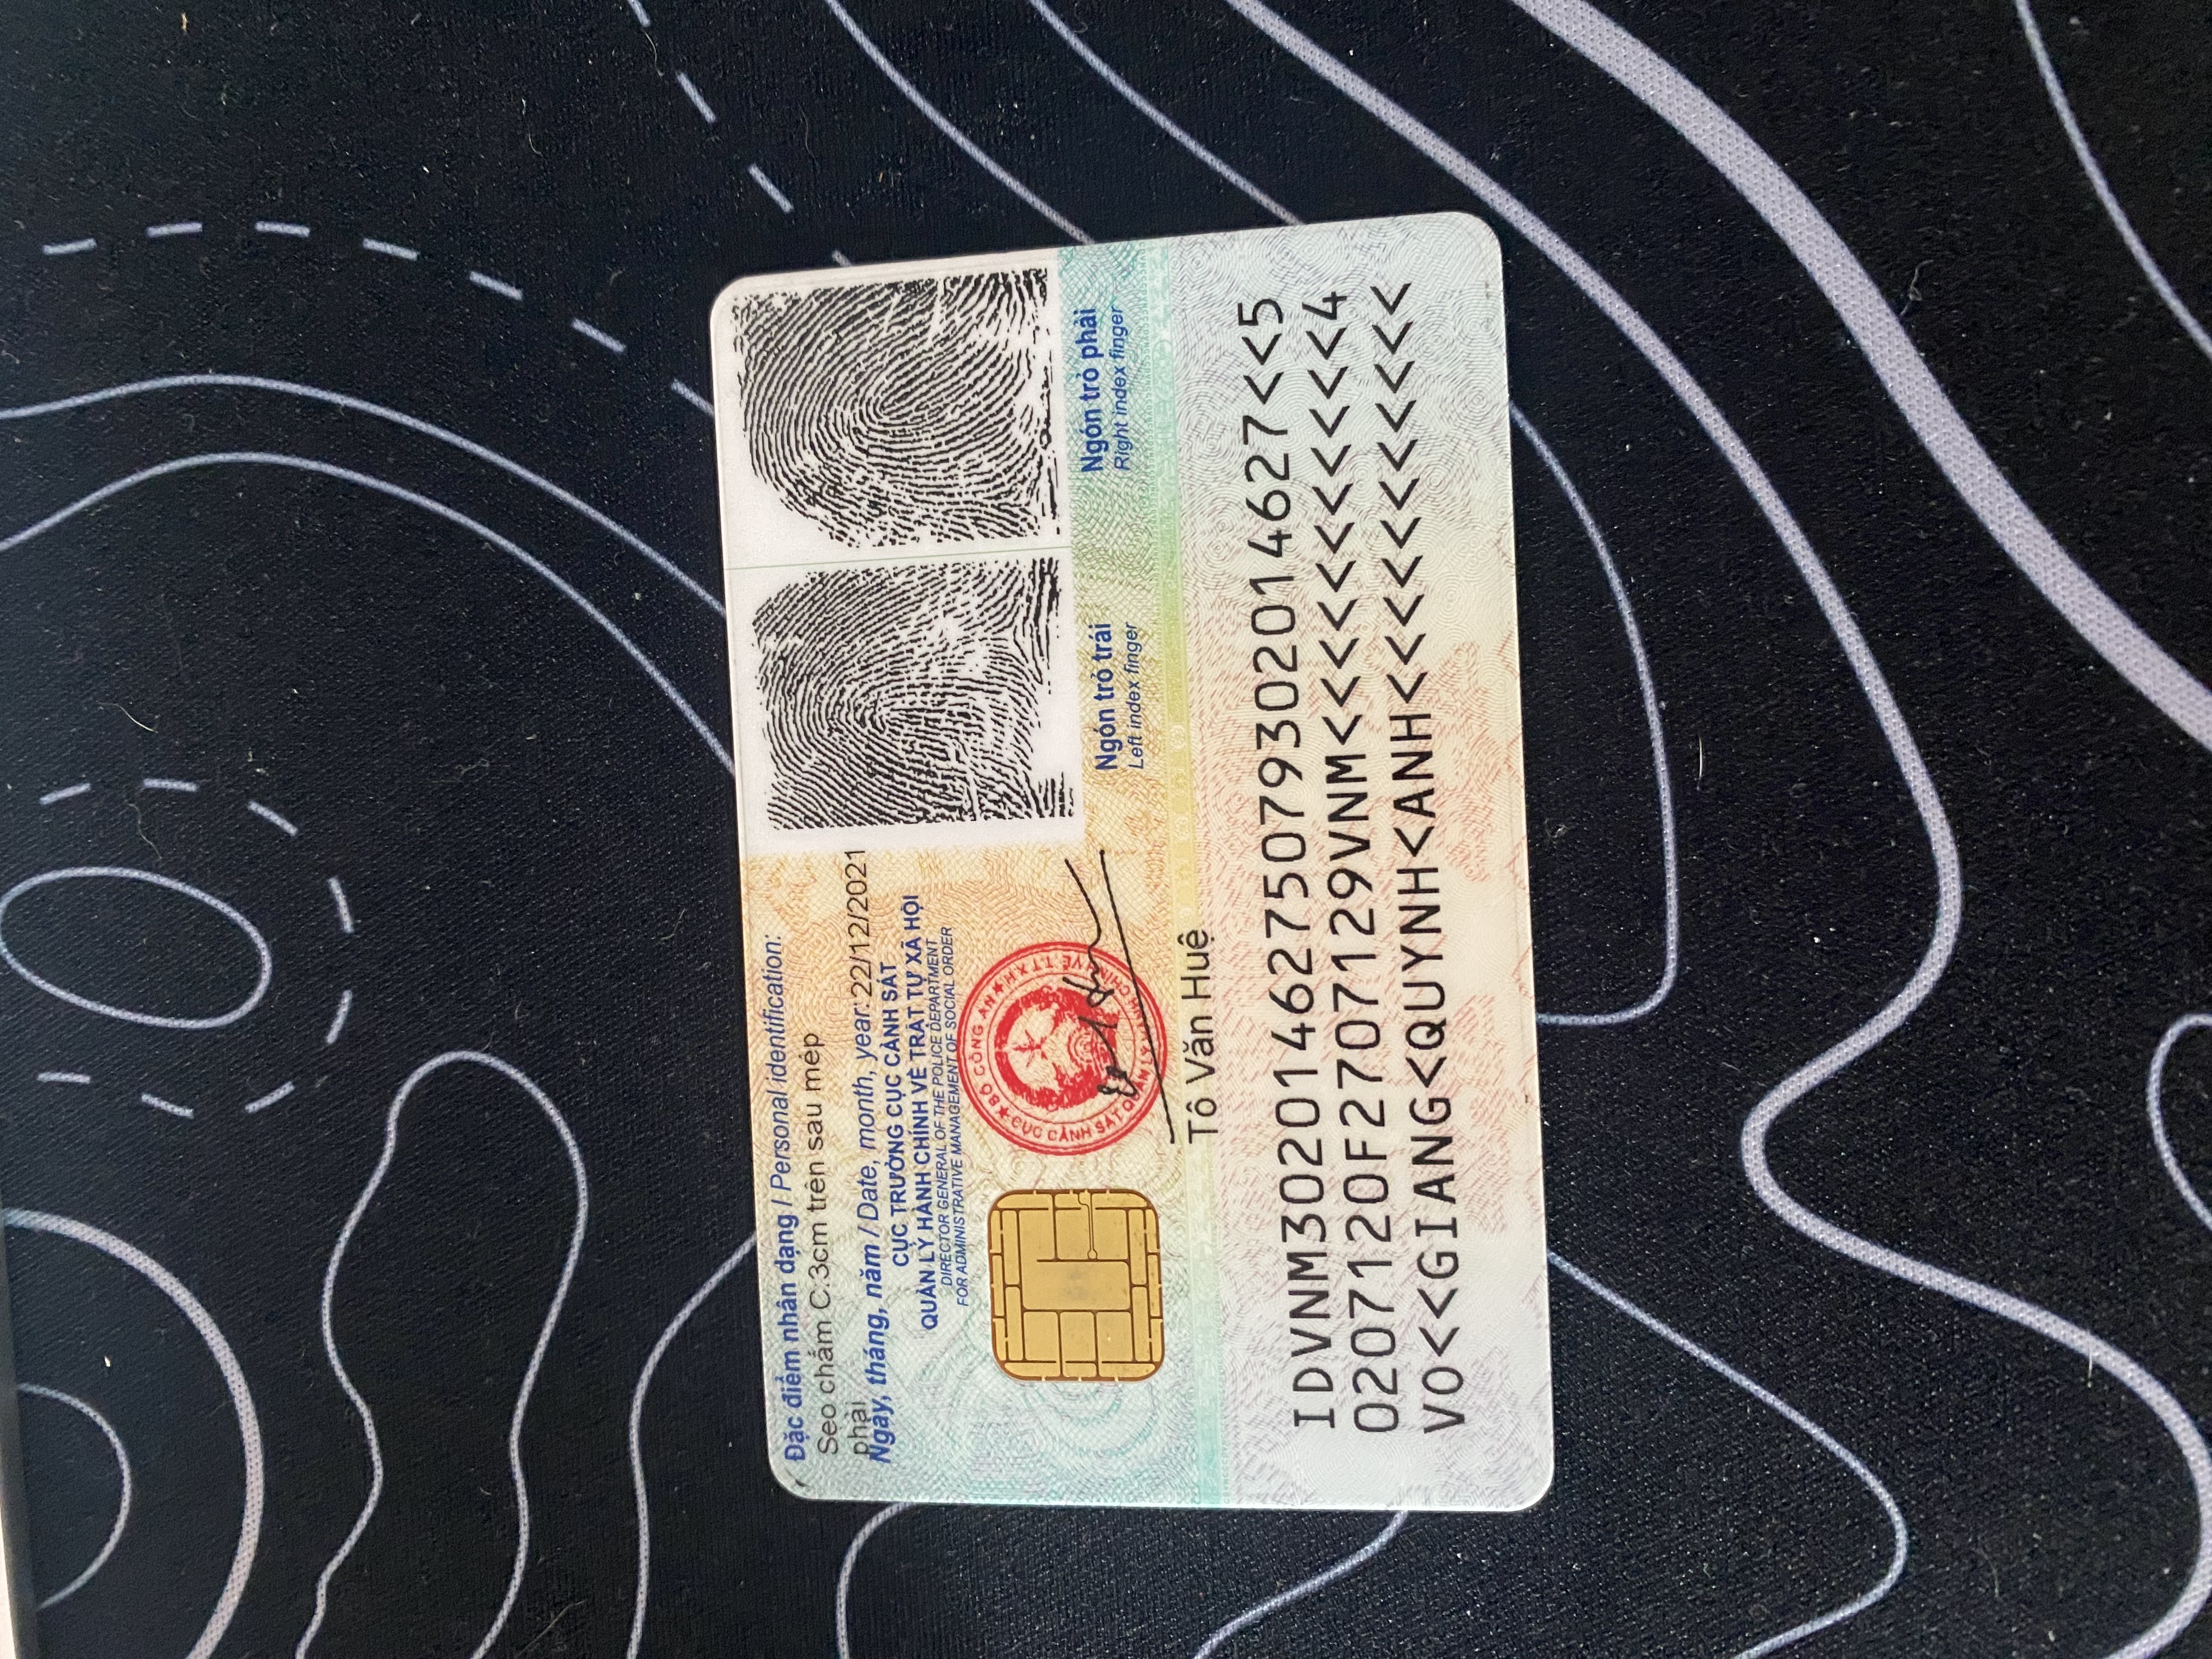 Đặc điểm nhân dạng / Personal identification:
Sẹo chấm C.3cm trên sau mép
phải
Ngày, tháng, năm / Date, month, year: 22/12/2021
CỤC TRƯỞNG CỤC CẢNH SÁT
QUẢN LÝ HÀNH CHÍNH VỀ TRẬT TỰ XÃ HỘI
DIRECTOR GENERAL OF THE POLICE DEPARTMENT
FOR ADMINISTRATIVE MANAGEMENT OF SOCIAL ORDER
BỘ CÔNG AN
CỤC CẢNH SÁT QUẢN LÝ HÀNH CHÍNH VỀ TTXH
Tô Văn Huệ
Ngón trỏ trái
Left index finger
Ngón trỏ phải
Right index finger
IDVNM3020146275079302014627<<5
0207120F2707129VNM<<<<<<<<<<<4
VO<<GIANG<QUYNH<ANH<<<<<<<<<<<